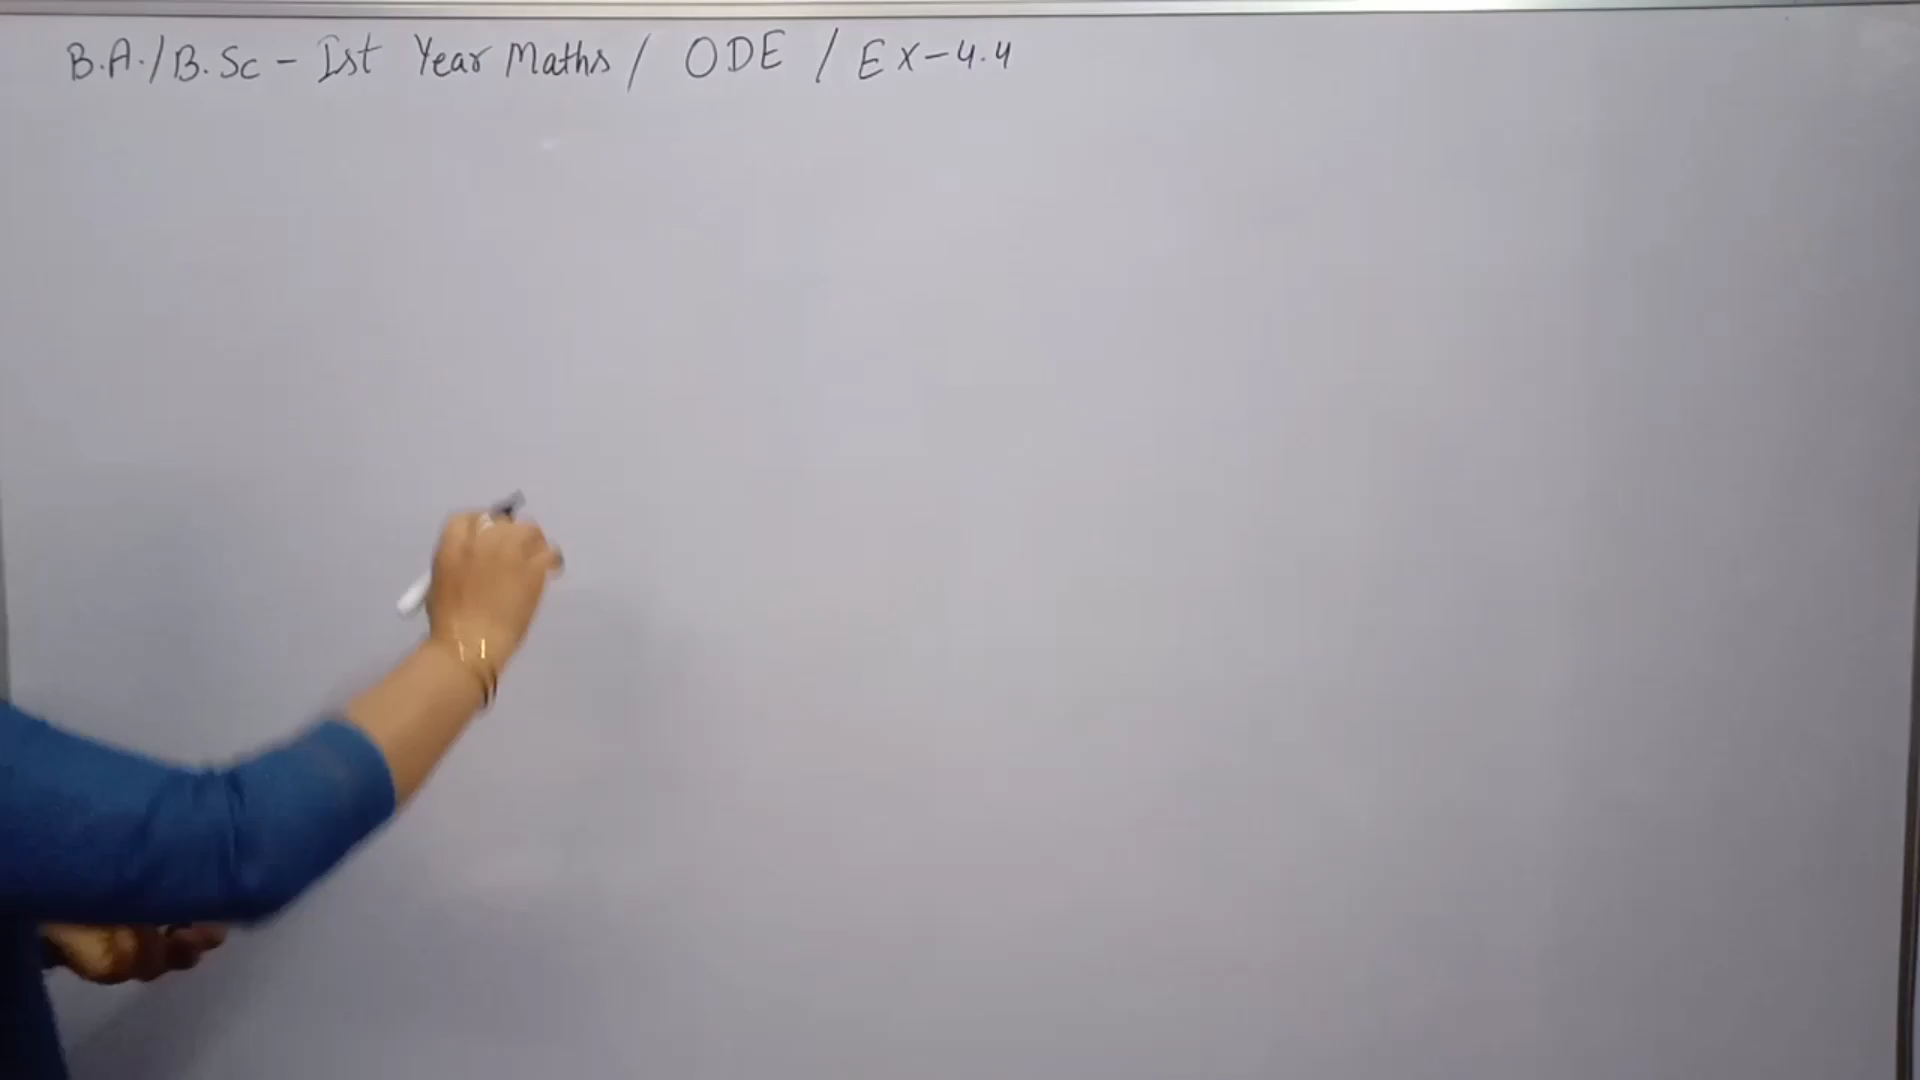 B.A./B.Sc - Ist Year Maths / ODE / Ex-4.4